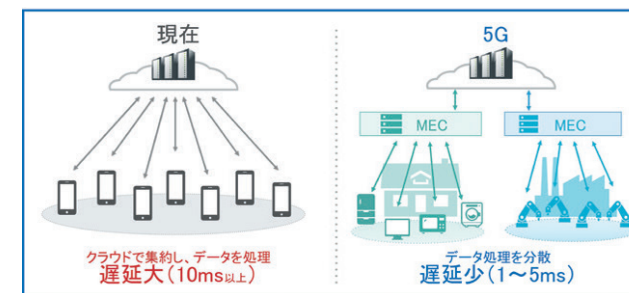 現在
クラウドで集約し、データを処理
遅延大(10ms以上)
5G
MEC
MEC
データ処理を分散
遅延少(1～5ms)